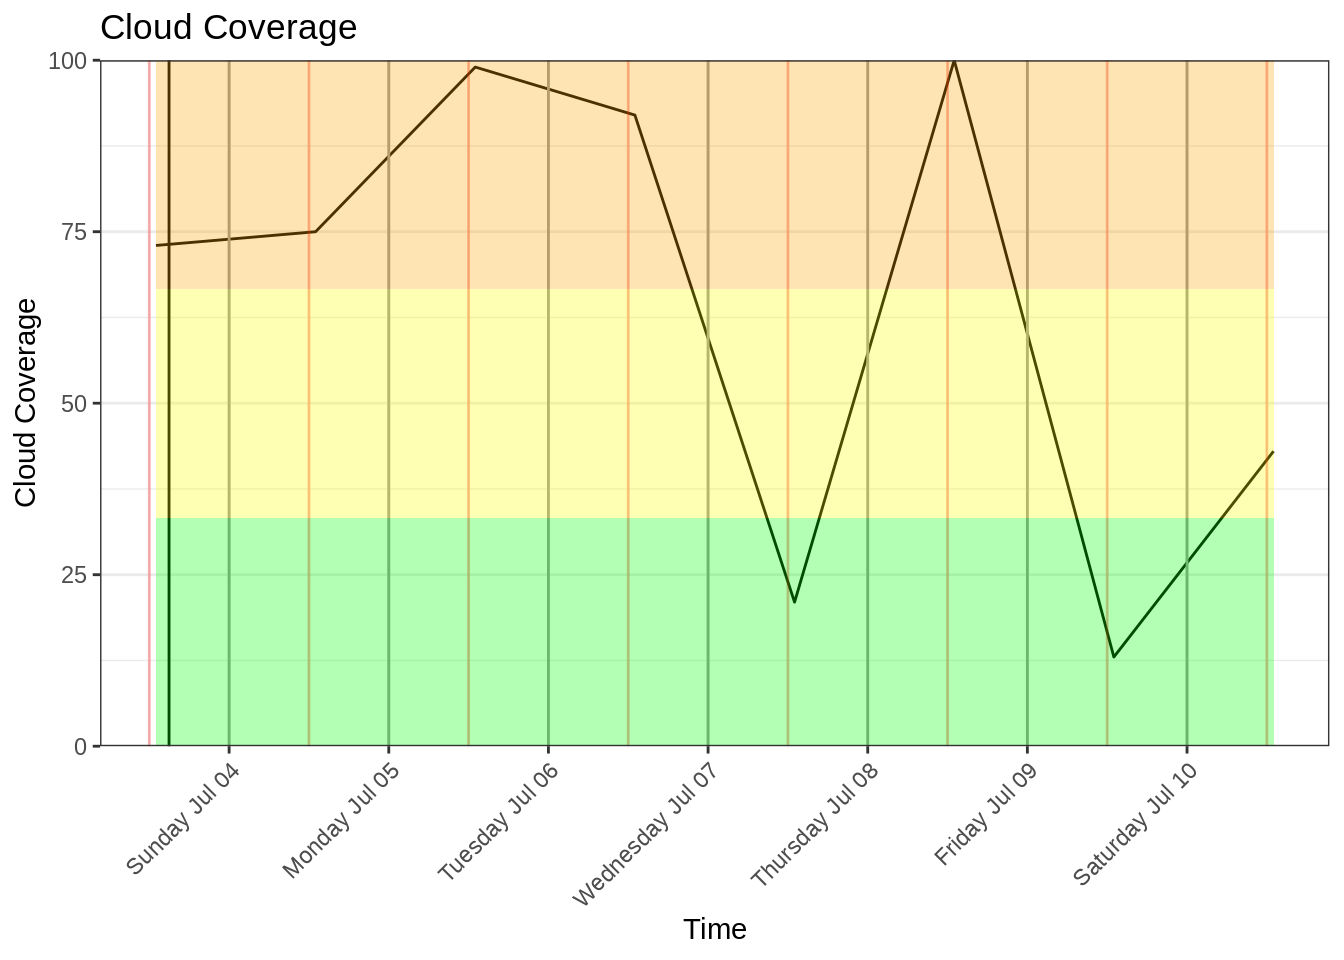 Cloud Coverage
100
75
50
25
0
Cloud Coverage
Sunday Jul 04
Monday Jul 05
Tuesday Jul 06
Wednesday Jul 07
Thursday Jul 08
Friday Jul 09
Saturday Jul 10
Time